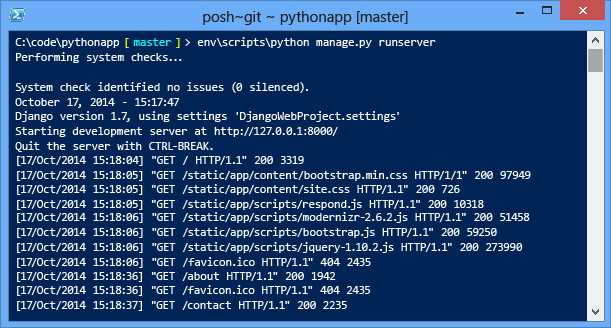 posh~git ~ pythonapp [master]
C:\code\pythonapp [ master ] > env\scripts\python manage.py runserver
Performing system checks...
System check identified no issues (0 silenced).
October 17, 2014 - 15:17:47
Django version 1.7, using settings 'DjangoWebProject.settings'
Starting development server at http://127.0.0.1:8000/
Quit the server with CTRL-BREAK.
[17/Oct/2014 15:18:04] "GET / HTTP/1.1" 200 3319
[17/Oct/2014 15:18:05] "GET /static/app/content/bootstrap.min.css HTTP/1/1" 200 97949
[17/Oct/2014 15:18:05] "GET /static/app/content/site.css HTTP/1.1" 200 726
[17/Oct/2014 15:18:05] "GET /static/app/scripts/respond.js HTTP/1.1" 200 10318
[17/Oct/2014 15:18:06] "GET /static/app/scripts/modernizr-2.6.2.js HTTP/1.1" 200 51458
[17/Oct/2014 15:18:06] "GET /static/app/scripts/bootstrap.js HTTP/1.1" 200 59250
[17/Oct/2014 15:18:06] "GET /static/app/scripts/jquery-1.10.2.js HTTP/1.1" 200 273990
[17/Oct/2014 15:18:06] "GET /favicon.ico HTTP/1.1" 404 2435
[17/Oct/2014 15:18:36] "GET /about HTTP/1.1" 200 1942
[17/Oct/2014 15:18:36] "GET /favicon.ico HTTP/1.1" 404 2435
[17/Oct/2014 15:18:37] "GET /contact HTTP/1.1" 200 2235